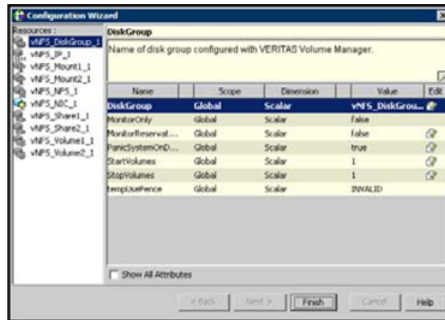 Configuration Wizard
Resources :
vNFS_DiskGroup_1
vNFS_IP_1
vNFS_Mount1_1
vNFS_Mount2_1
vNFS_NFS_1
vNFS_NIC_1
vNFS_Share1_1
vNFS_Share2_1
vNFS_Volume1_1
vNFS_Volume2_1
DiskGroup
Name of disk group configured with VERITAS Volume Manager.
Name Scope Dimension Value Edit
DiskGroup Global Scalar vNFS_DiskGrou...
MonitorOnly Global Scalar false
MonitorReservat... Global Scalar false
PanicSystemOnD... Global Scalar true
StartVolumes Global Scalar 1
StopVolumes Global Scalar 1
tempUseFence Global Scalar INVALID
Show All Attributes
< Back Next > Finish Cancel Help